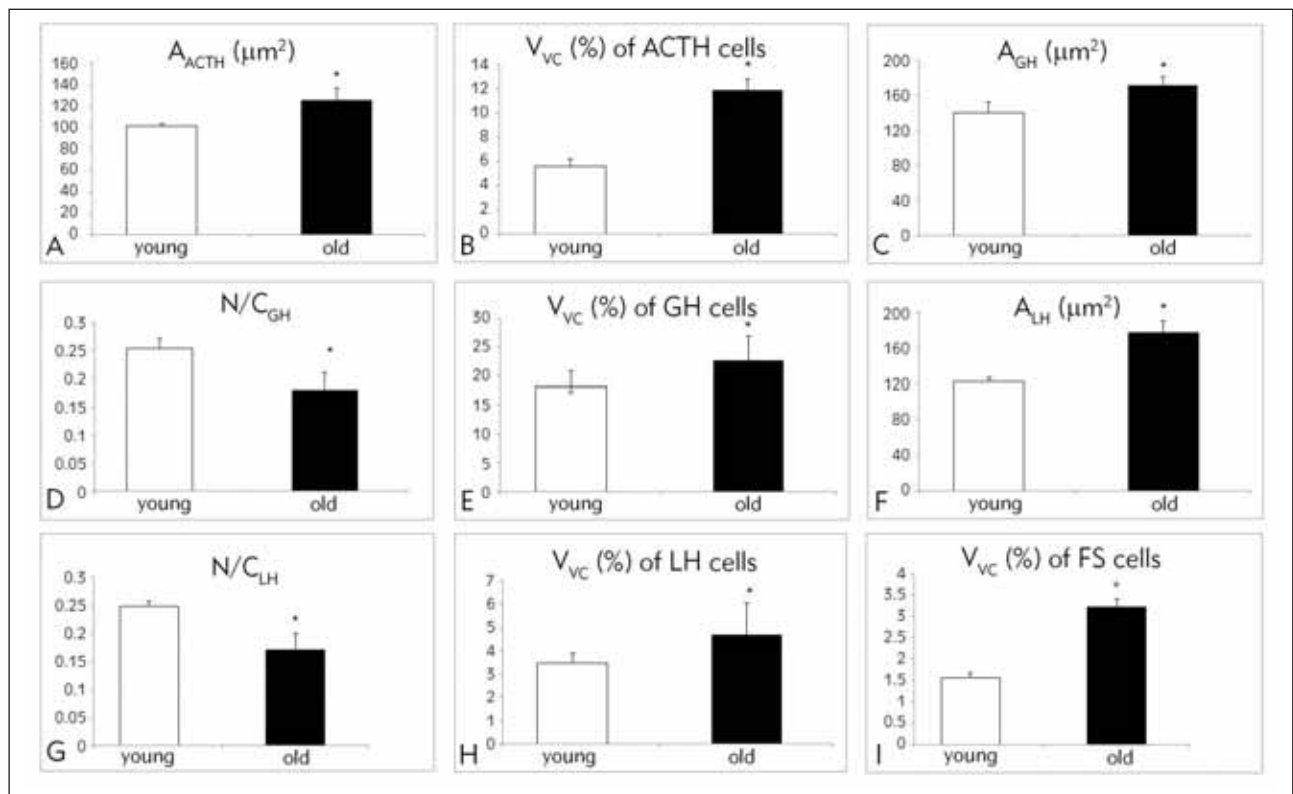 A_ACTH (μm²)
160
140
120
100
80
60
40
20
0
*
A
young old
V_VC (%) of ACTH cells
14
12
10
8
6
4
2
0
*
B
young old
A_GH (μm²)
200
160
120
80
40
0
*
C
young old
N/C_GH
0.3
0.25
0.2
0.15
0.1
0.05
0
*
D
young old
V_VC (%) of GH cells
30
25
20
15
10
5
0
*
E
young old
A_LH (μm²)
200
160
120
80
40
0
*
F
young old
N/C_LH
0.3
0.25
0.2
0.15
0.1
0.05
0
*
G
young old
V_VC (%) of LH cells
7
6
5
4
3
2
1
0
*
H
young old
V_VC (%) of FS cells
4
3.5
3
2.5
2
1.5
1
0.5
0
*
I
young old